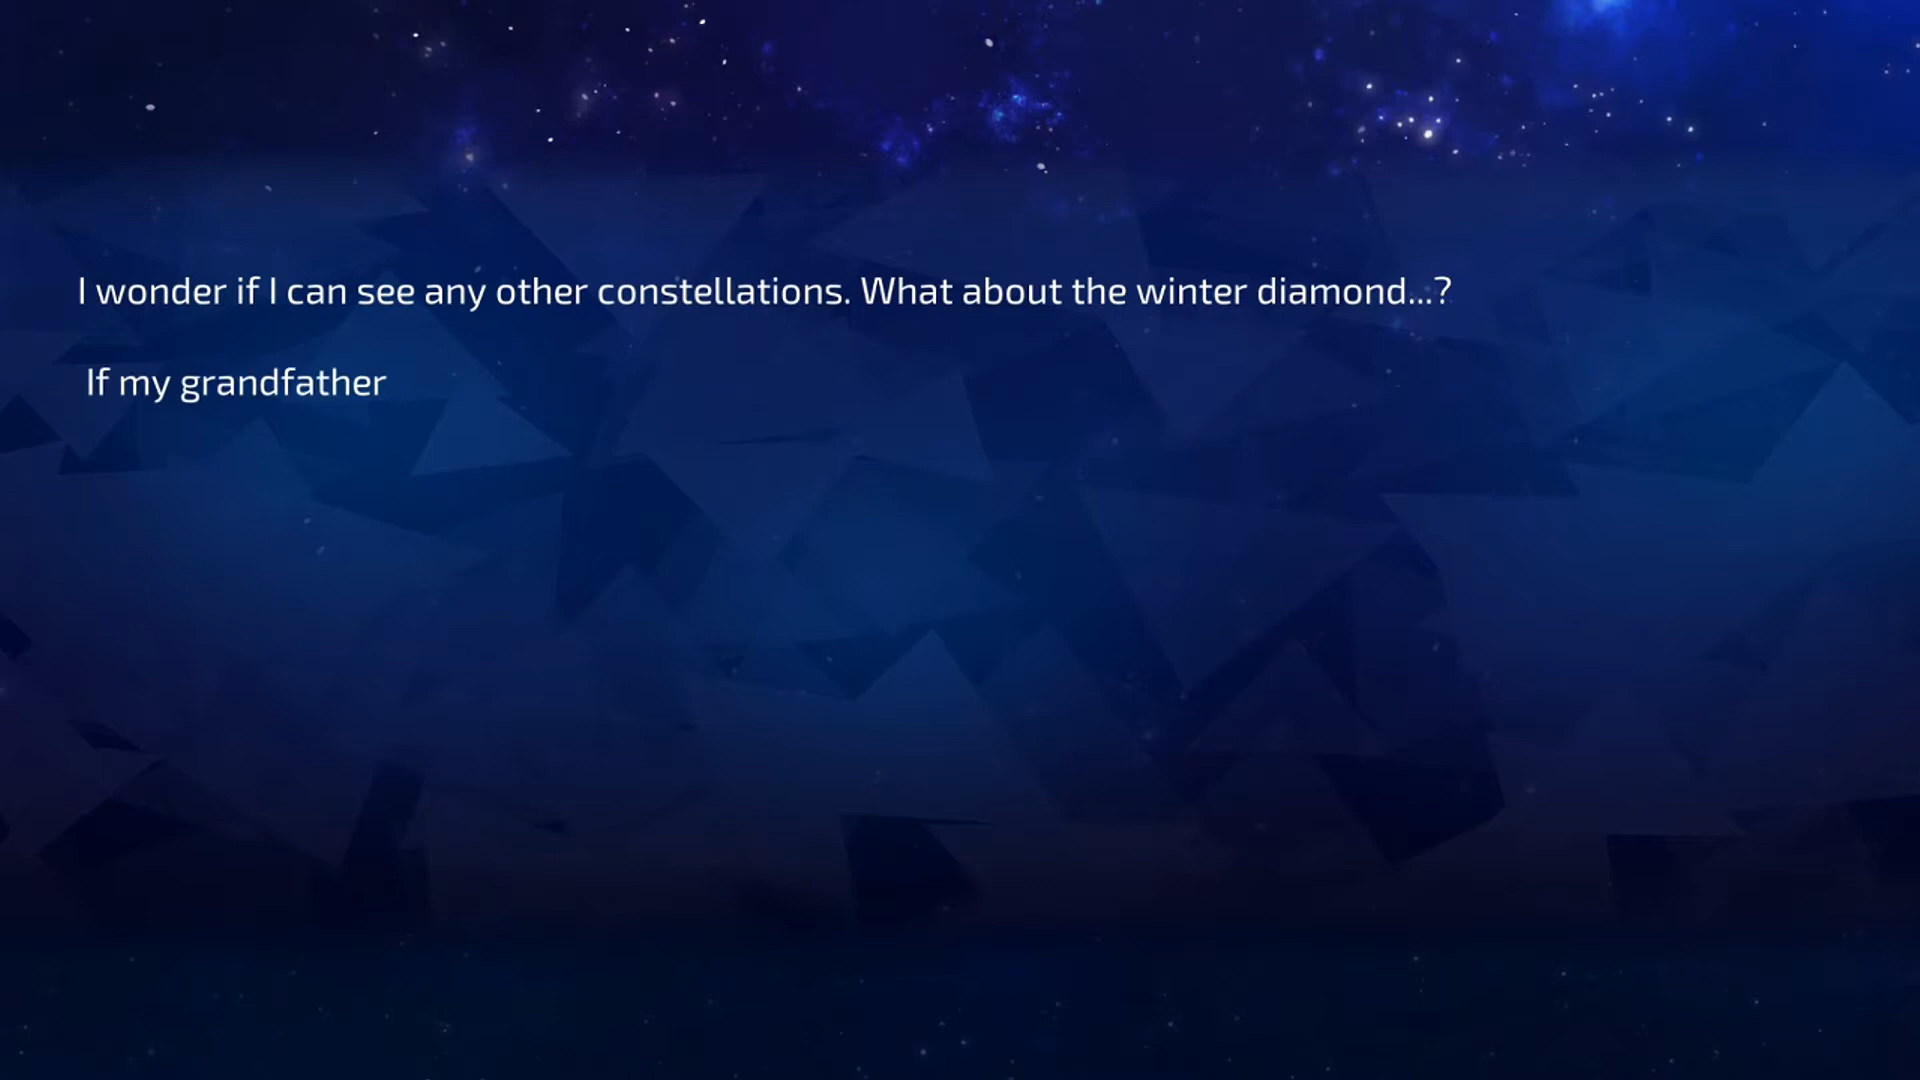 I wonder if I can see any other constellations. What about the winter diamond...?
If my grandfather